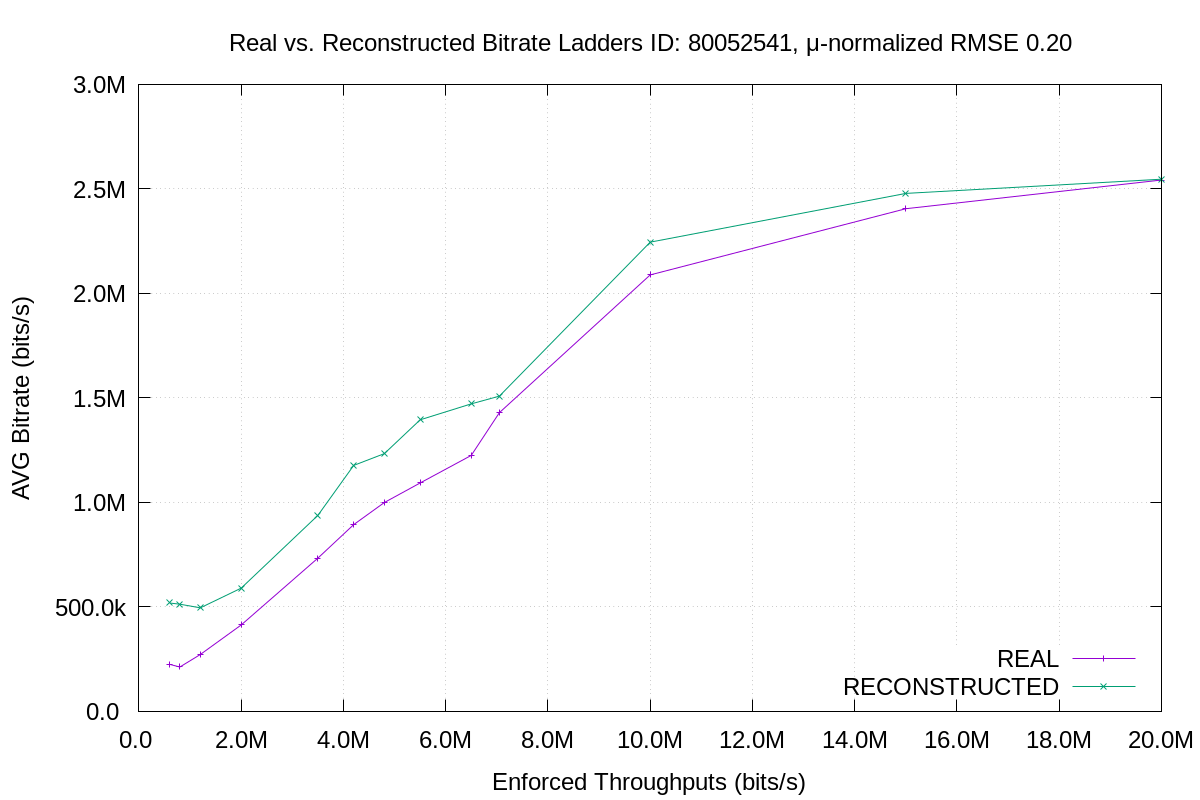 Real vs. Reconstructed Bitrate Ladders ID: 80052541, μ-normalized RMSE 0.20
3.0M
2.5M
2.0M
1.5M
1.0M
500.0k
0.0
AVG Bitrate (bits/s)
REAL
RECONSTRUCTED
0.0 2.0M 4.0M 6.0M 8.0M 10.0M 12.0M 14.0M 16.0M 18.0M 20.0M
Enforced Throughputs (bits/s)